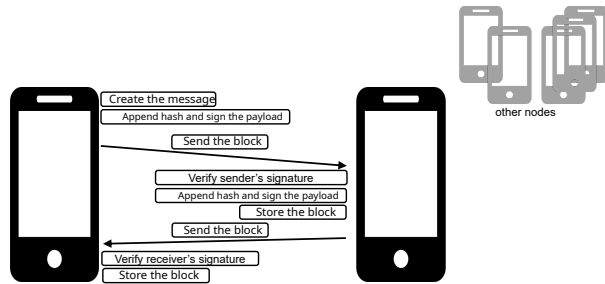 other nodes
Create the message
Append hash and sign the payload
Send the block
Verify sender's signature
Append hash and sign the payload
Store the block
Send the block
Verify receiver's signature
Store the block